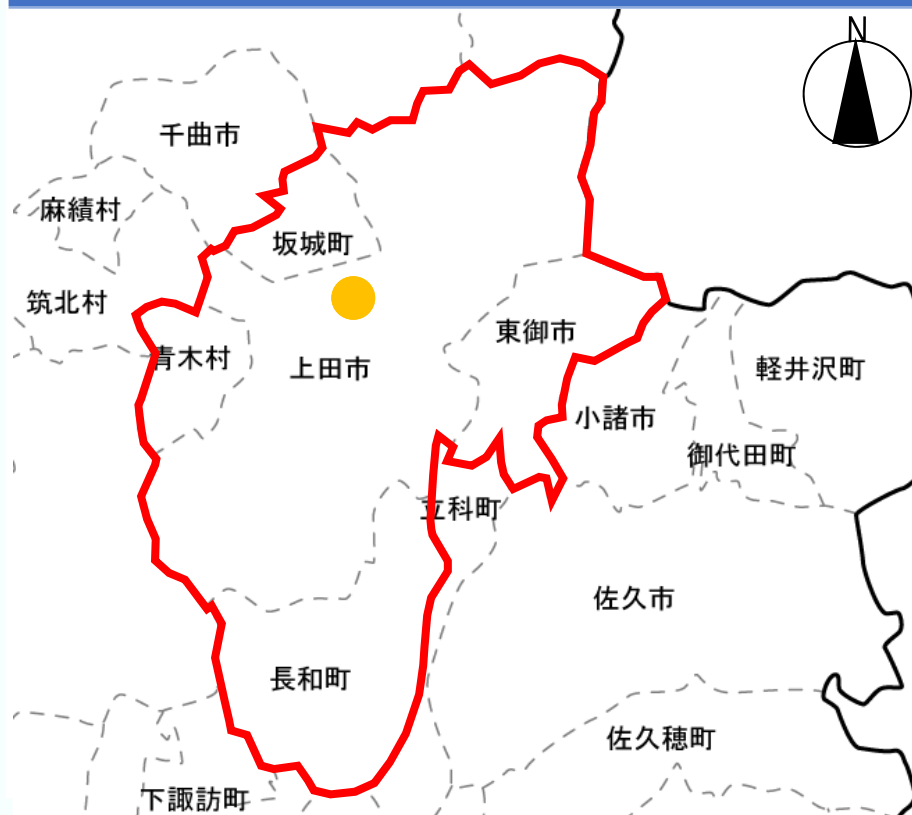 N
千曲市
麻績村
坂城町
筑北村
東御市
青木村
上田市
軽井沢町
小諸市
御代田町
立科町
佐久市
長和町
佐久穂町
下諏訪町